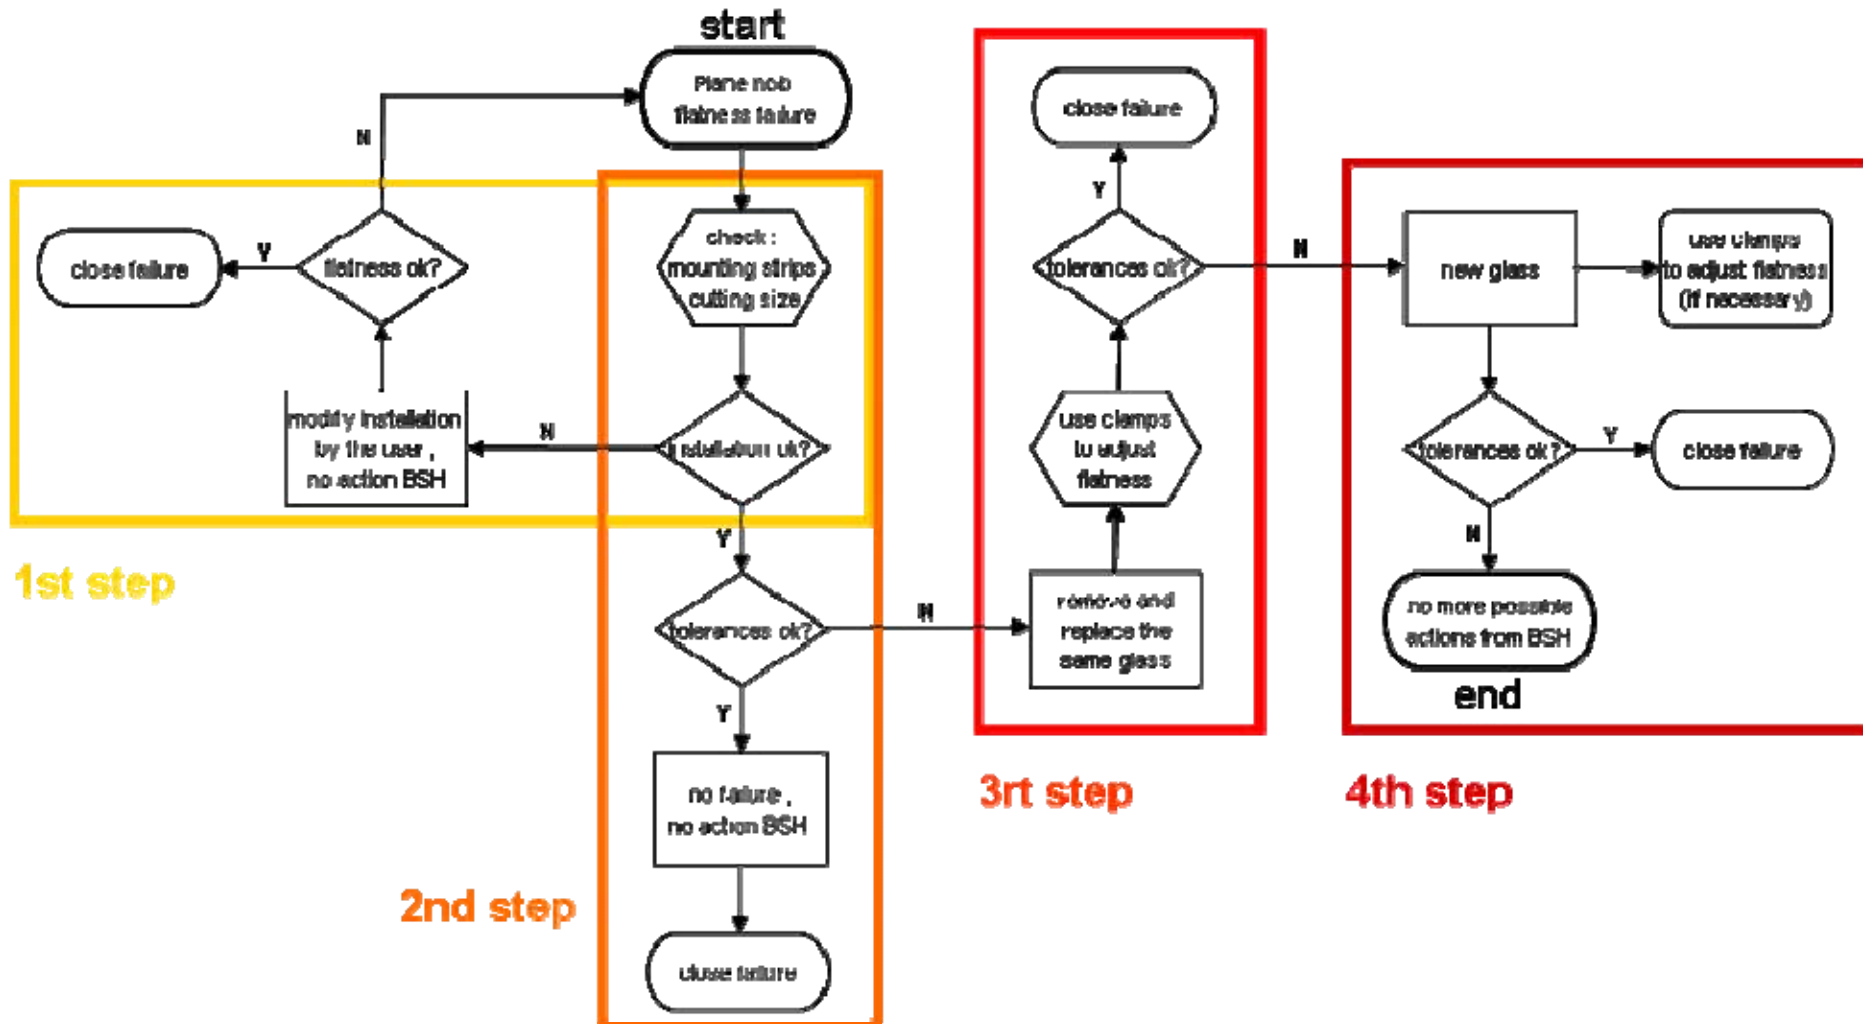 start
Plane hob
flatness failure
N
close failure
Y
flatness ok?
check :
mounting strips
cutting size
modify installation
by the user ,
no action BSH
N
installation ok?
Y
1st step
tolerances ok?
N
Y
no failure ,
no action BSH
2nd step
close failure
close failure
Y
tolerances ok?
N
use clamps
to adjust
flatness
remove and
replace the
same glass
3rt step
new glass
use clamps
to adjust flatness
(if necessary)
tolerances ok?
Y
close failure
N
no more possible
actions from BSH
end
4th step